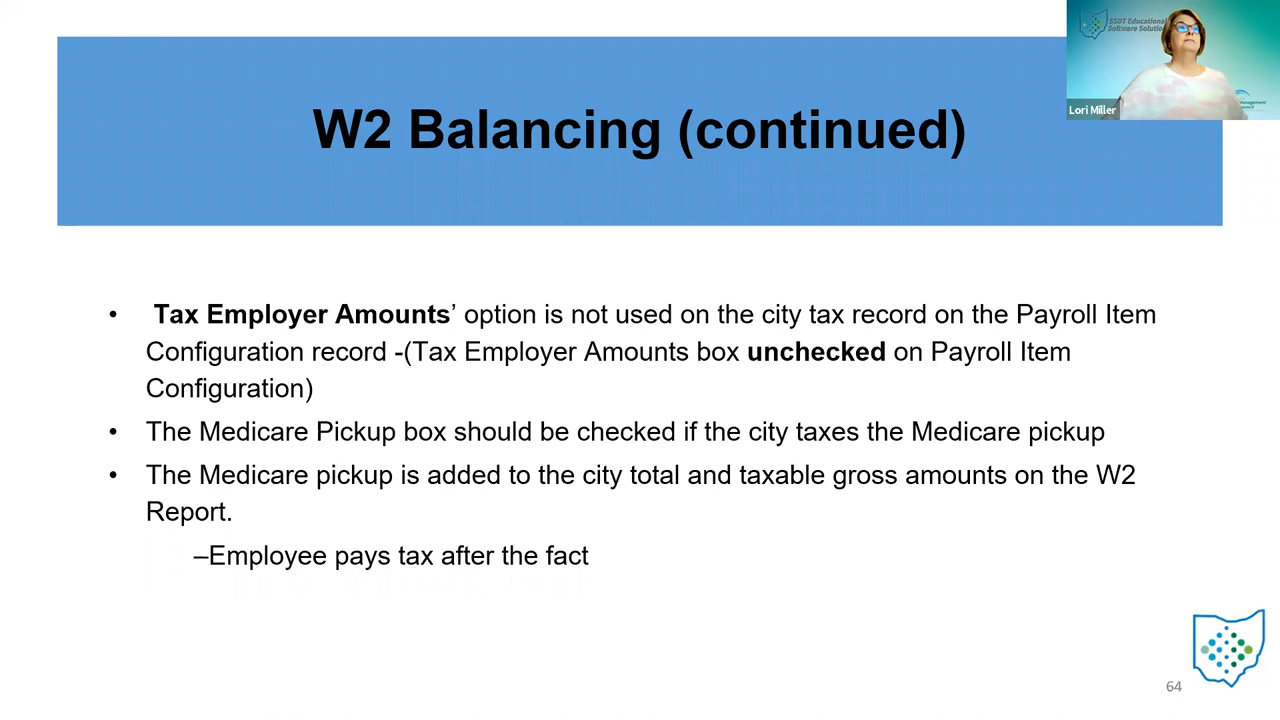 SSDT Educational
Software Solution
Lori Miller
W2 Balancing (continued)
• Tax Employer Amounts’ option is not used on the city tax record on the Payroll Item
Configuration record -(Tax Employer Amounts box unchecked on Payroll Item
Configuration)
• The Medicare Pickup box should be checked if the city taxes the Medicare pickup
• The Medicare pickup is added to the city total and taxable gross amounts on the W2
Report.
–Employee pays tax after the fact
64